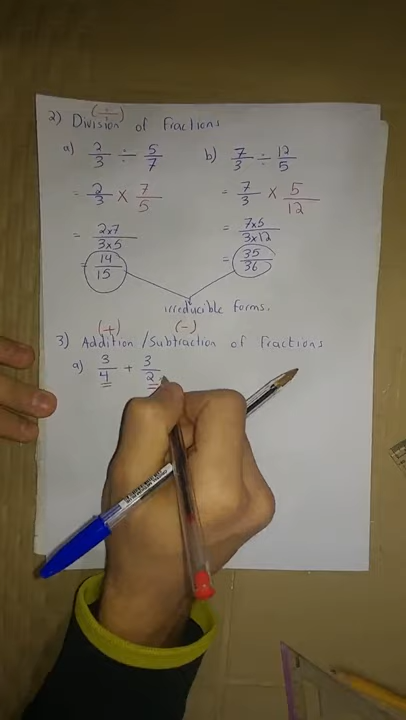 (÷)
2) Division of fractions
a) 2/3 ÷ 5/7
b) 7/3 ÷ 12/5
= 2/3 × 7/5
= 7/3 × 5/12
= 2×7/3×5
= 7×5/3×12
= 14/15
= 35/36
irreducible forms.
(+) (−)
3) Addition / Subtraction of fractions
a) 3/4 + 3/2